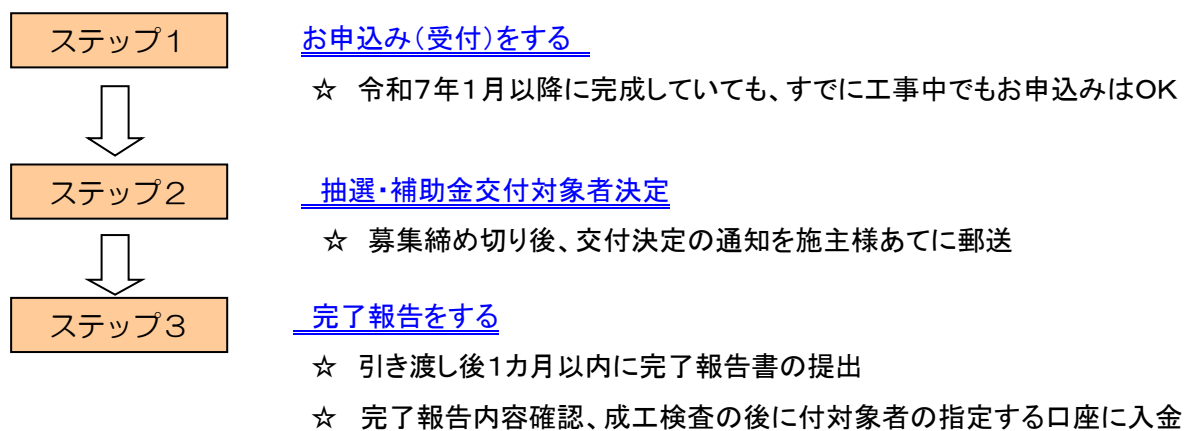 ステップ１
お申込み（受付）をする
☆ 令和７年１月以降に完成していても、すでに工事中でもお申込みはＯＫ
ステップ２
抽選・補助金交付対象者決定
☆ 募集締め切り後、交付決定の通知を施主様あてに郵送
ステップ３
完了報告をする
☆ 引き渡し後１カ月以内に完了報告書の提出
☆ 完了報告内容確認、成工検査の後に付対象者の指定する口座に入金